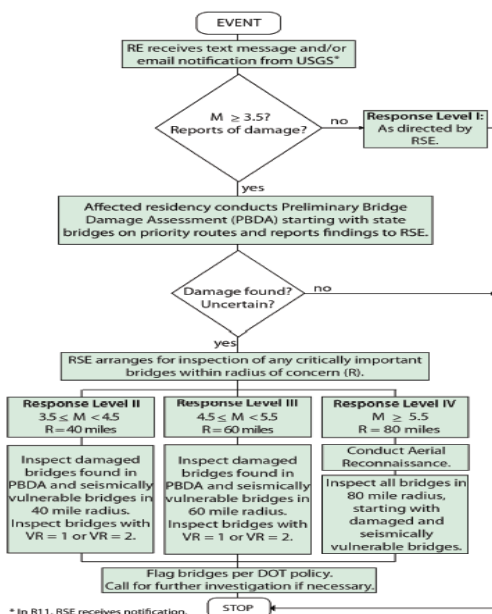 EVENT
RE receives text message and/or
email notification from USGS*
M ≥ 3.5?
Reports of damage?
no
Response Level I:
As directed by
RSE.
yes
Affected residency conducts Preliminary Bridge
Damage Assessment (PBDA) starting with state
bridges on priority routes and reports findings to RSE.
Damage found?
Uncertain?
no
yes
RSE arranges for inspection of any critically important
bridges within radius of concern (R).
Response Level II
3.5 ≤ M < 4.5
R = 40 miles
Response Level III
4.5 ≤ M < 5.5
R = 60 miles
Response Level IV
M ≥ 5.5
R = 80 miles
Inspect damaged
bridges found in
PBDA and seismically
vulnerable bridges in
40 mile radius.
Inspect bridges with
VR = 1 or VR = 2.
Inspect damaged
bridges found in
PBDA and seismically
vulnerable bridges in
60 mile radius.
Inspect bridges with
VR = 1 or VR = 2.
Conduct Aerial
Reconnaissance.
Inspect all bridges in
80 mile radius,
starting with
damaged and
seismically
vulnerable bridges.
Flag bridges per DOT policy.
Call for further investigation if necessary.
* In R11, RSE receives notification.
STOP